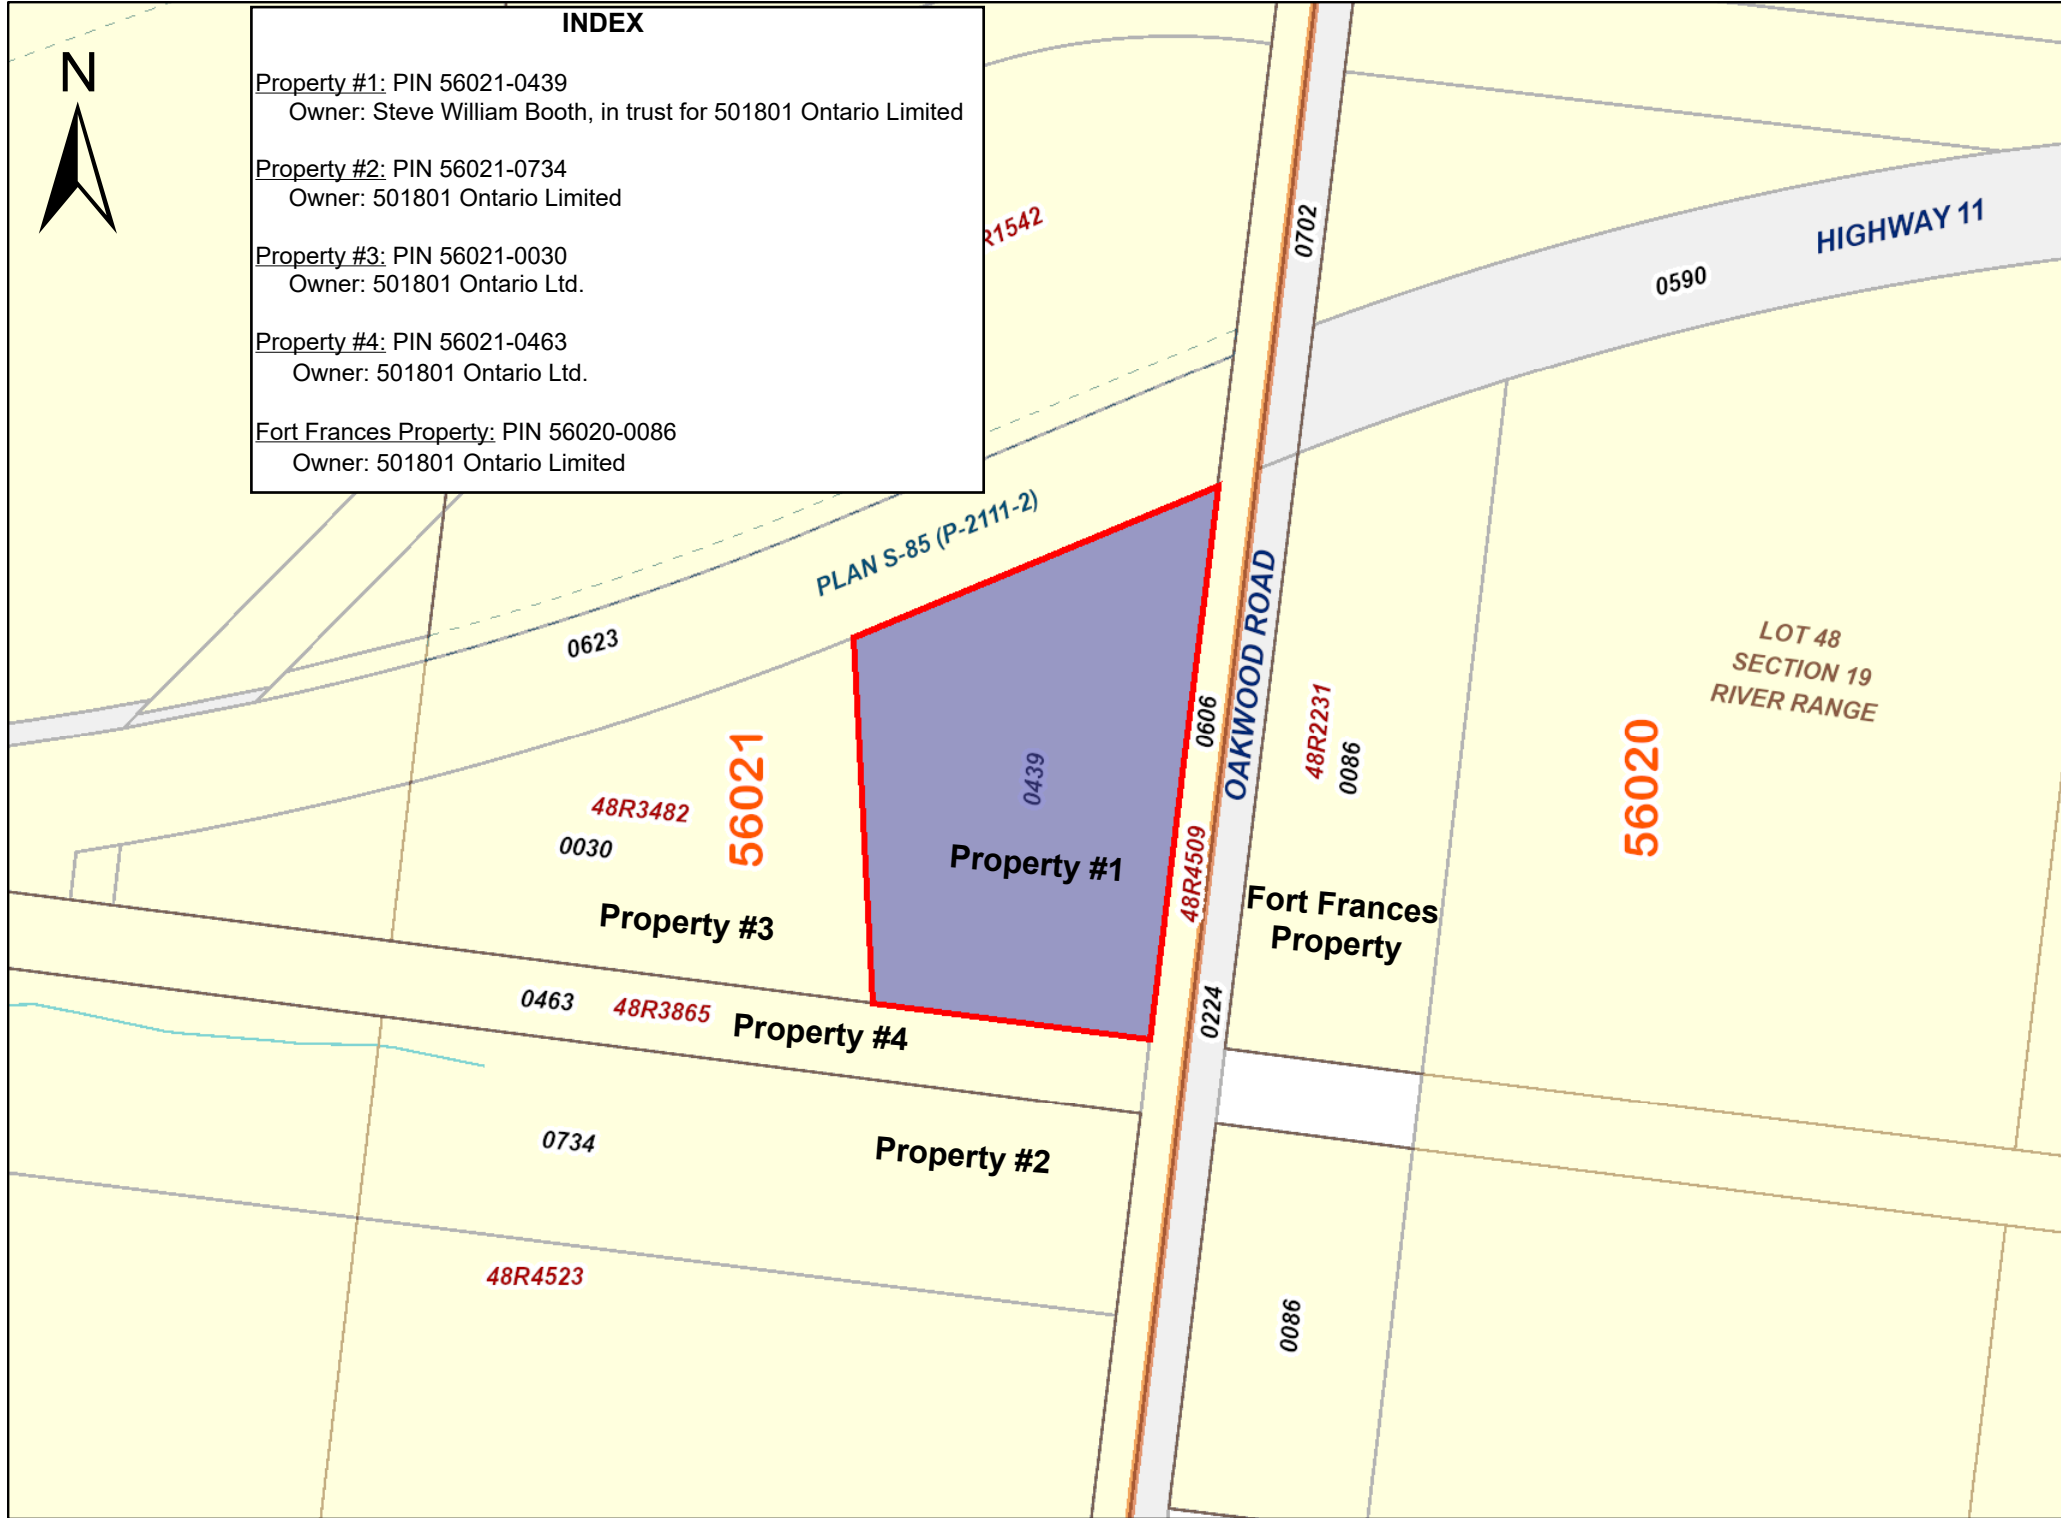 INDEX
Property #1: PIN 56021-0439
Owner: Steve William Booth, in trust for 501801 Ontario Limited
Property #2: PIN 56021-0734
Owner: 501801 Ontario Limited
Property #3: PIN 56021-0030
Owner: 501801 Ontario Ltd.
Property #4: PIN 56021-0463
Owner: 501801 Ontario Ltd.
Fort Frances Property: PIN 56020-0086
Owner: 501801 Ontario Limited
N
R1542
0702
HIGHWAY 11
0590
PLAN S-85 (P-2111-2)
0623
OAKWOOD ROAD
0606
48R2231
0086
LOT 48
SECTION 19
RIVER RANGE
56021
56020
0439
48R3482
0030
Property #1
48R4509
Fort Frances
Property
Property #3
0463
48R3865
Property #4
0224
0734
Property #2
48R4523
0086